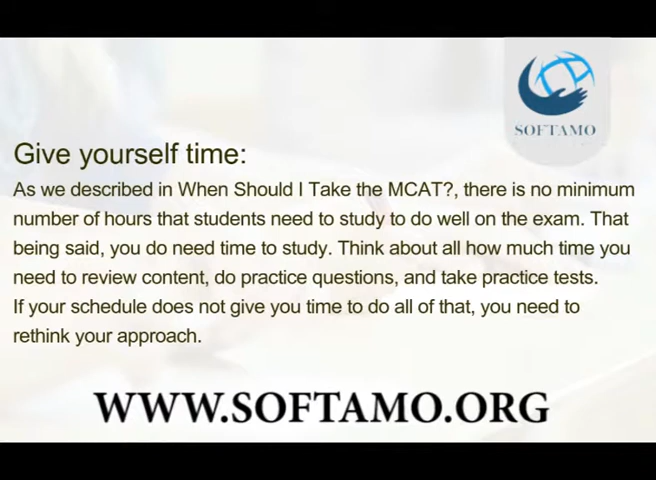 SOFTAMO
Give yourself time:
As we described in When Should I Take the MCAT?, there is no minimum
number of hours that students need to study to do well on the exam. That
being said, you do need time to study. Think about all how much time you
need to review content, do practice questions, and take practice tests.
If your schedule does not give you time to do all of that, you need to
rethink your approach.
WWW.SOFTAMO.ORG